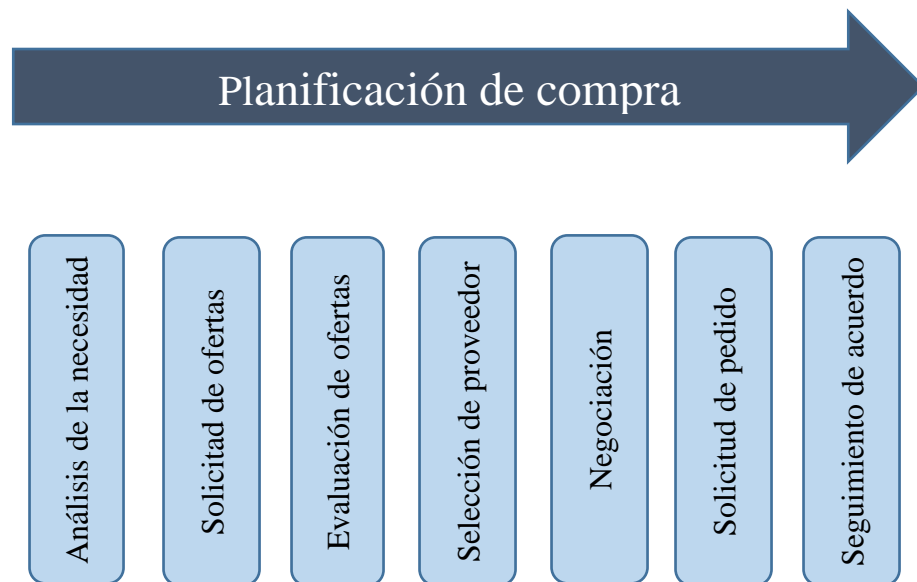 Planificación de compra
Análisis de la necesidad
Solicitad de ofertas
Evaluación de ofertas
Selección de proveedor
Negociación
Solicitud de pedido
Seguimiento de acuerdo